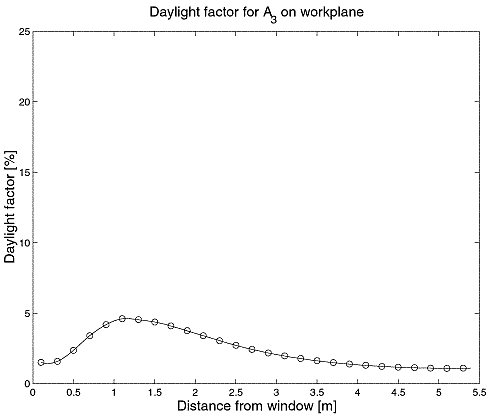 Daylight factor for A3 on workplane
25
20
15
10
5
0
Daylight factor [%]
0 0.5 1 1.5 2 2.5 3 3.5 4 4.5 5 5.5
Distance from window [m]